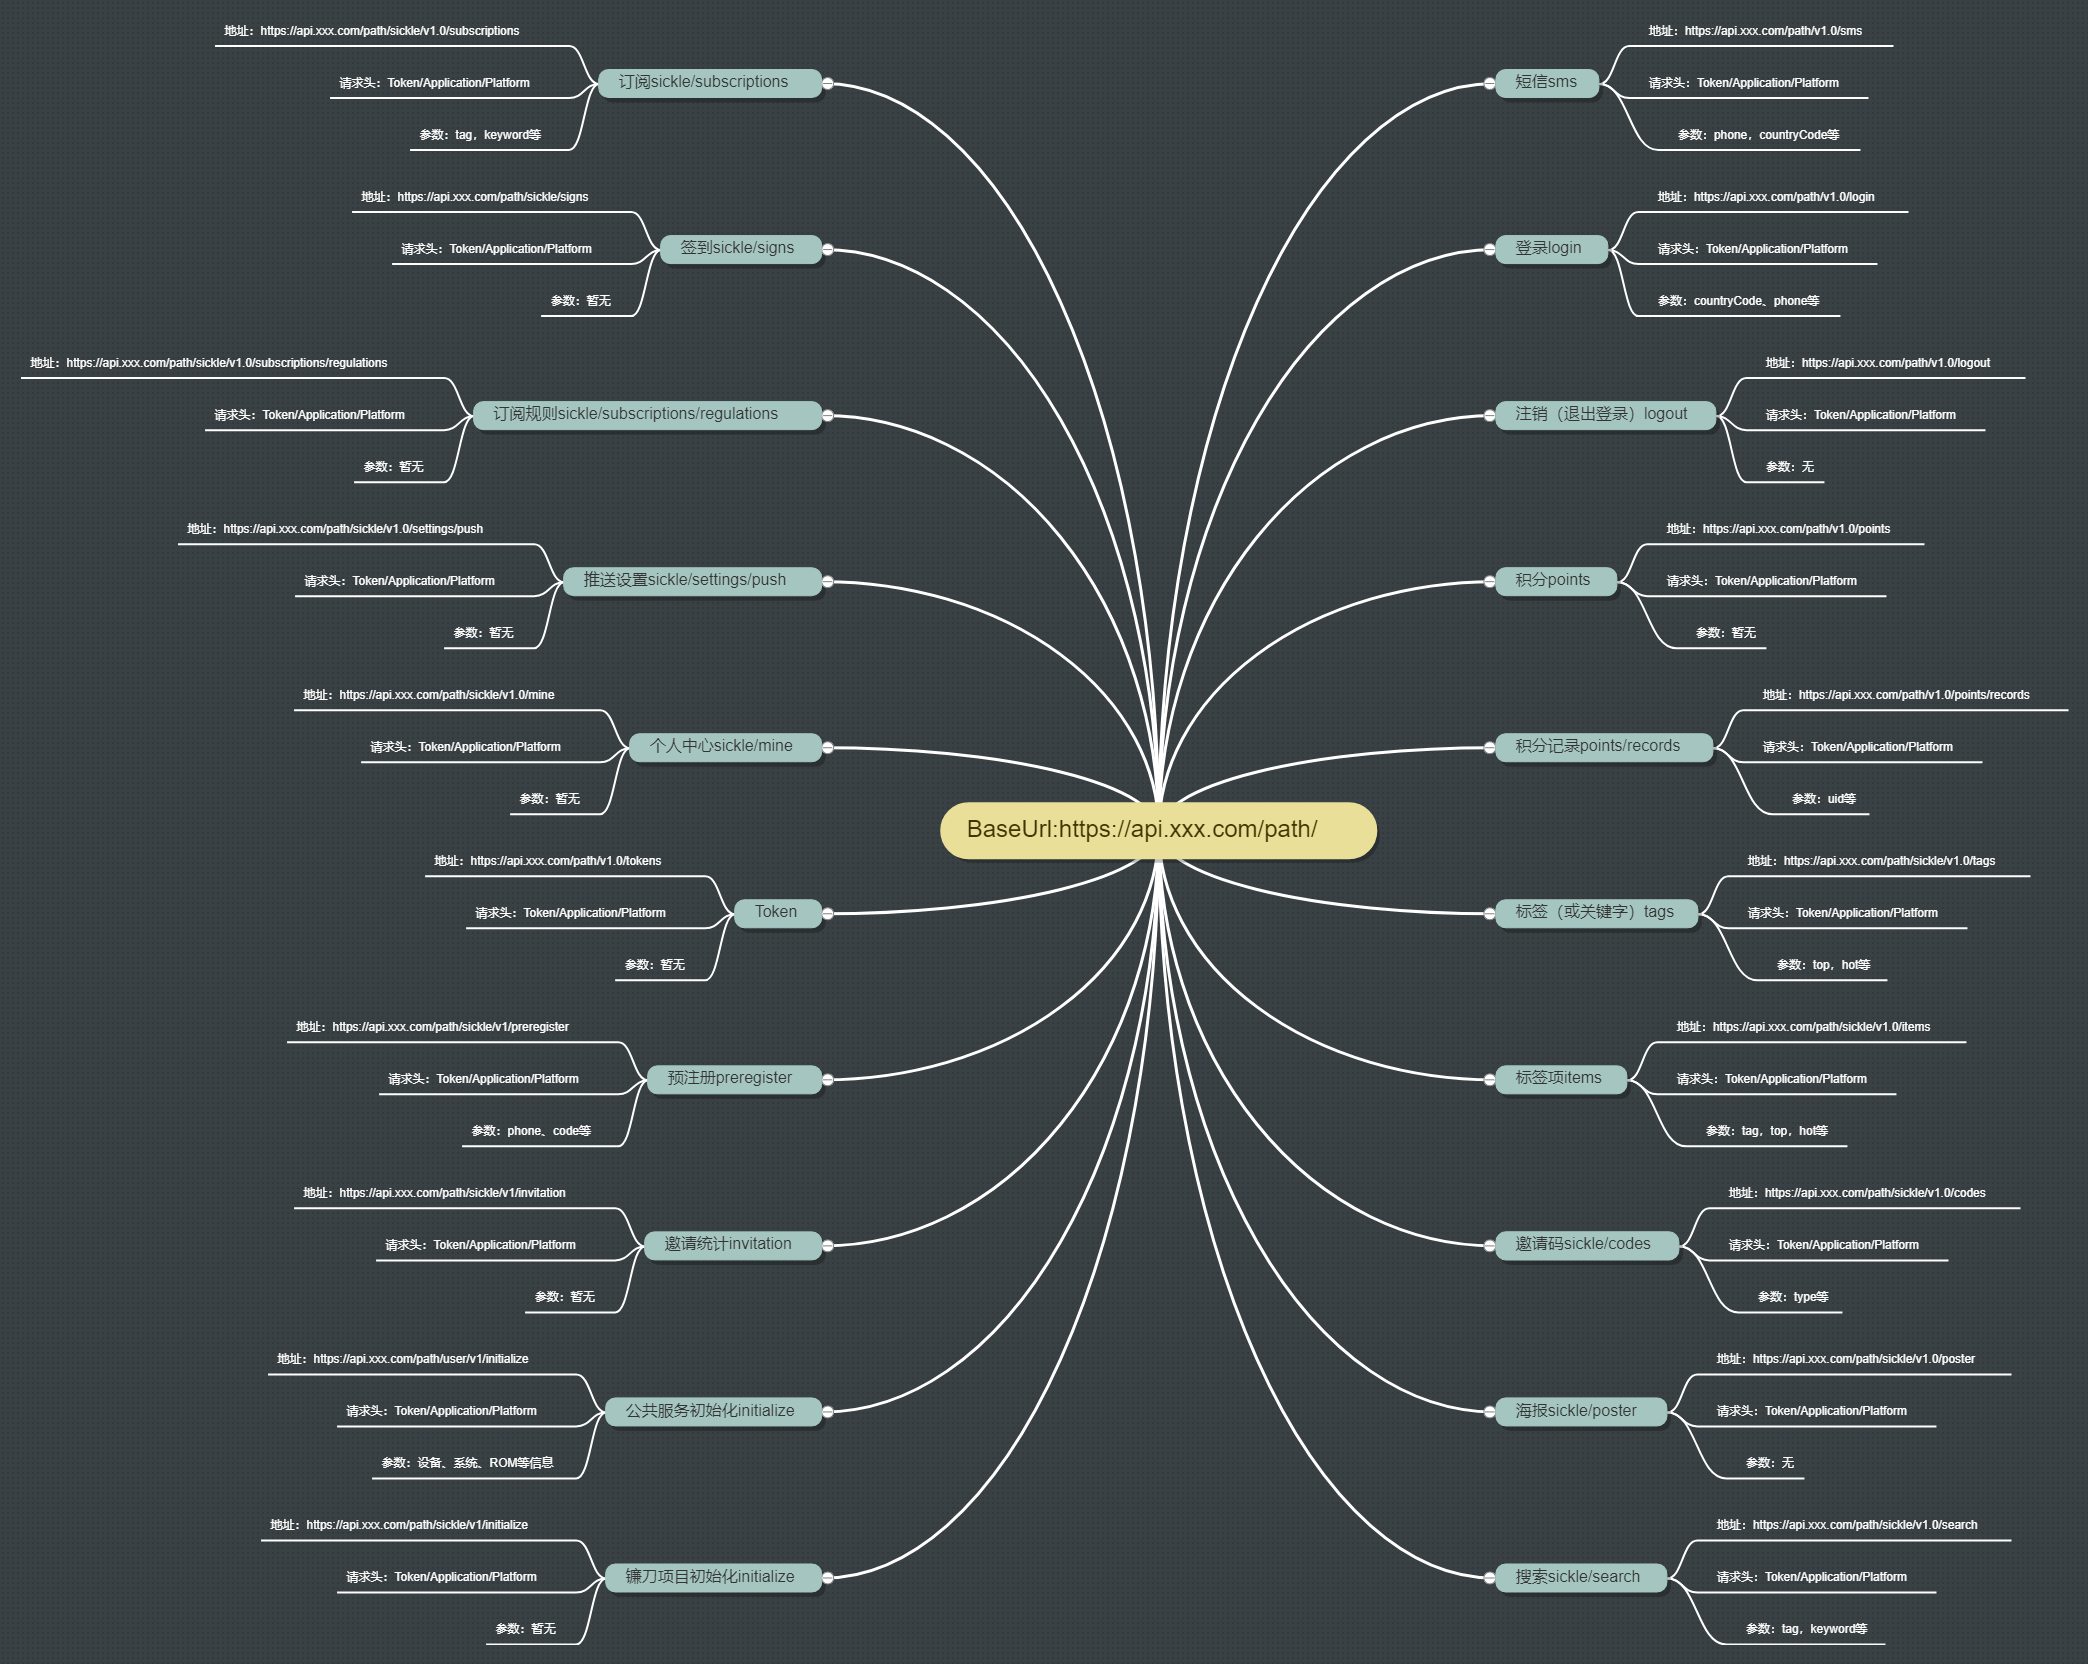 BaseUrl:https://api.xxx.com/path/
订阅sickle/subscriptions
地址：https://api.xxx.com/path/sickle/v1.0/subscriptions
请求头：Token/Application/Platform
参数：tag，keyword等
签到sickle/signs
地址：https://api.xxx.com/path/sickle/signs
请求头：Token/Application/Platform
参数：暂无
订阅规则sickle/subscriptions/regulations
地址：https://api.xxx.com/path/sickle/v1.0/subscriptions/regulations
请求头：Token/Application/Platform
参数：暂无
推送设置sickle/settings/push
地址：https://api.xxx.com/path/sickle/v1.0/settings/push
请求头：Token/Application/Platform
参数：暂无
个人中心sickle/mine
地址：https://api.xxx.com/path/sickle/v1.0/mine
请求头：Token/Application/Platform
参数：暂无
Token
地址：https://api.xxx.com/path/v1.0/tokens
请求头：Token/Application/Platform
参数：暂无
预注册preregister
地址：https://api.xxx.com/path/sickle/v1/preregister
请求头：Token/Application/Platform
参数：phone、code等
邀请统计invitation
地址：https://api.xxx.com/path/sickle/v1/invitation
请求头：Token/Application/Platform
参数：暂无
公共服务初始化initialize
地址：https://api.xxx.com/path/user/v1/initialize
请求头：Token/Application/Platform
参数：设备、系统、ROM等信息
镰刀项目初始化initialize
地址：https://api.xxx.com/path/sickle/v1/initialize
请求头：Token/Application/Platform
参数：暂无
短信sms
地址：https://api.xxx.com/path/v1.0/sms
请求头：Token/Application/Platform
参数：phone，countryCode等
登录login
地址：https://api.xxx.com/path/v1.0/login
请求头：Token/Application/Platform
参数：countryCode、phone等
注销（退出登录）logout
地址：https://api.xxx.com/path/v1.0/logout
请求头：Token/Application/Platform
参数：无
积分points
地址：https://api.xxx.com/path/v1.0/points
请求头：Token/Application/Platform
参数：暂无
积分记录points/records
地址：https://api.xxx.com/path/v1.0/points/records
请求头：Token/Application/Platform
参数：uid等
标签（或关键字）tags
地址：https://api.xxx.com/path/sickle/v1.0/tags
请求头：Token/Application/Platform
参数：top，hot等
标签项items
地址：https://api.xxx.com/path/sickle/v1.0/items
请求头：Token/Application/Platform
参数：tag，top，hot等
邀请码sickle/codes
地址：https://api.xxx.com/path/sickle/v1.0/codes
请求头：Token/Application/Platform
参数：type等
海报sickle/poster
地址：https://api.xxx.com/path/sickle/v1.0/poster
请求头：Token/Application/Platform
参数：无
搜索sickle/search
地址：https://api.xxx.com/path/sickle/v1.0/search
请求头：Token/Application/Platform
参数：tag，keyword等